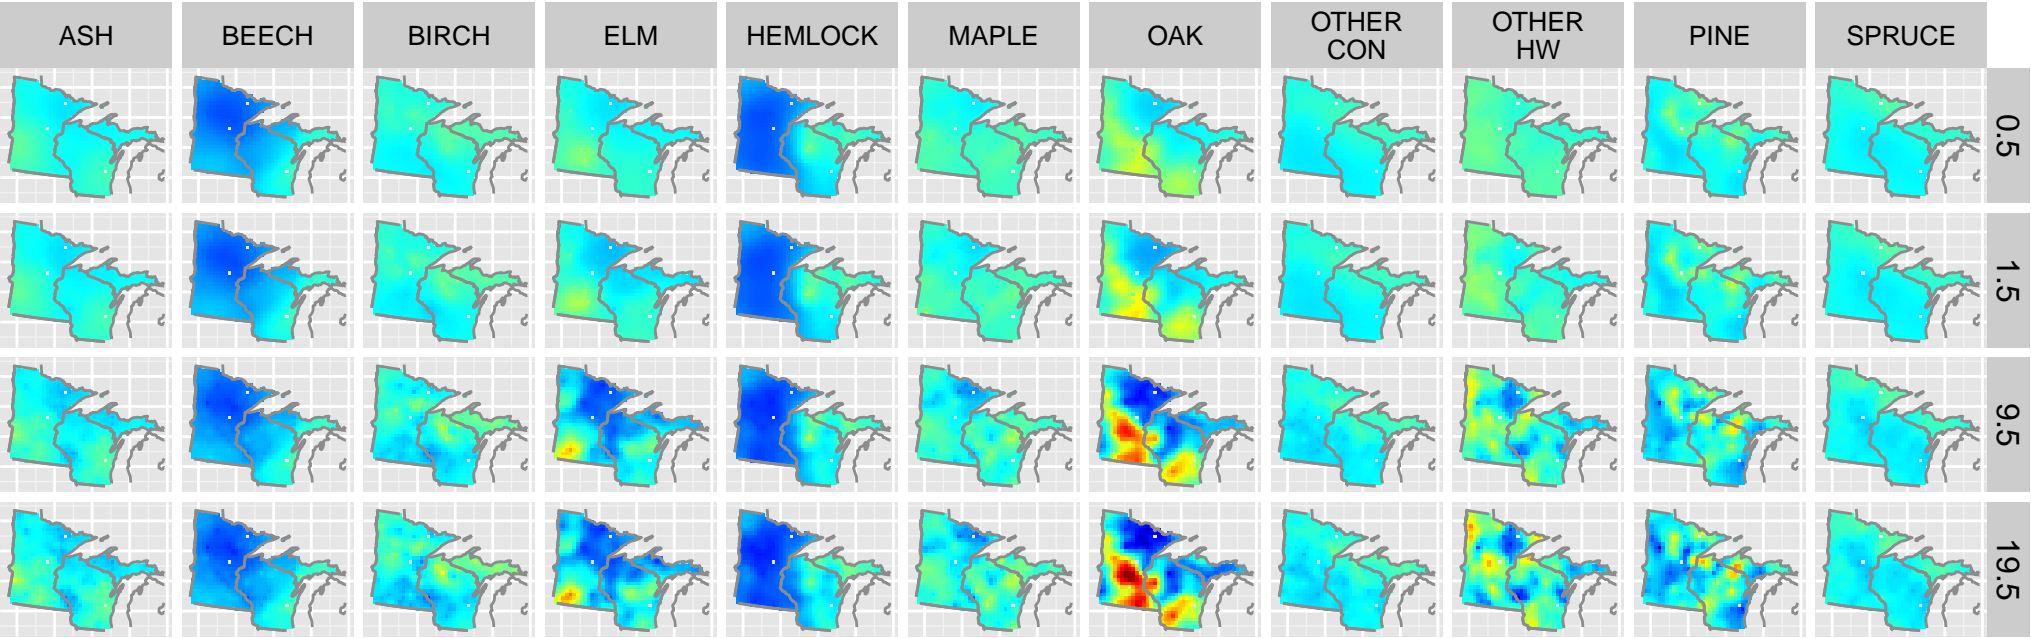 ASH
BEECH
BIRCH
ELM
HEMLOCK
MAPLE
OAK
OTHER
CON
OTHER
HW
PINE
SPRUCE
0.5
1.5
9.5
19.5